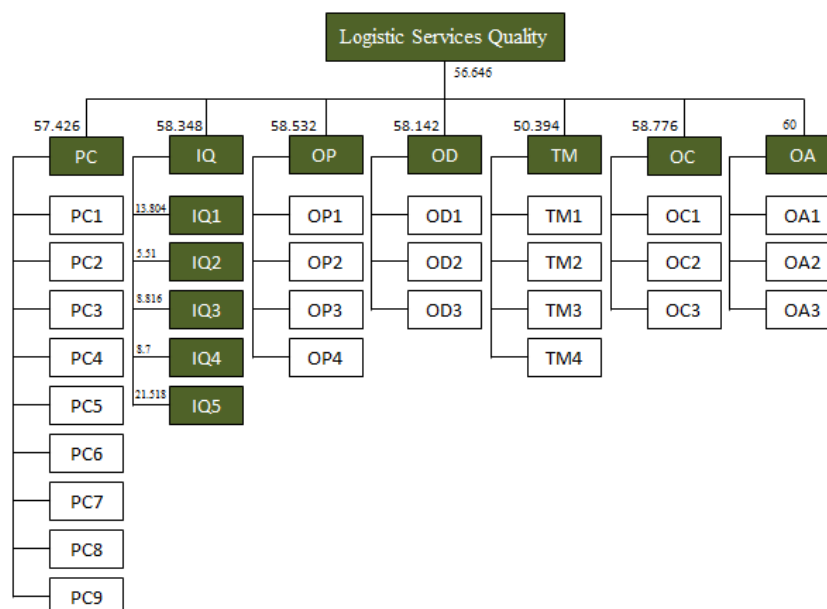 Logistic Services Quality
56.646
57.426 58.348 58.532 58.142 50.394 58.776 60
PC IQ OP OD TM OC OA
PC1 13.804 IQ1 OP1 OD1 TM1 OC1 OA1
PC2 5.51 IQ2 OP2 OD2 TM2 OC2 OA2
PC3 8.816 IQ3 OP3 OD3 TM3 OC3 OA3
PC4 8.7 IQ4 OP4 TM4
PC5 21.518 IQ5
PC6
PC7
PC8
PC9